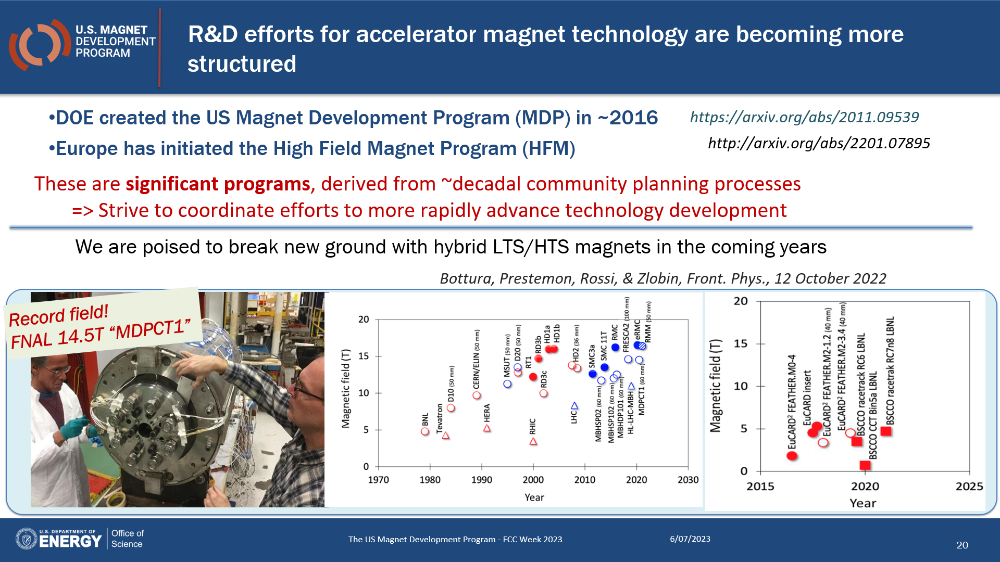 U.S. MAGNET
DEVELOPMENT
PROGRAM
R&D efforts for accelerator magnet technology are becoming more
structured
•DOE created the US Magnet Development Program (MDP) in ~2016
https://arxiv.org/abs/2011.09539
•Europe has initiated the High Field Magnet Program (HFM)
http://arxiv.org/abs/2201.07895
These are significant programs, derived from ~decadal community planning processes
=> Strive to coordinate efforts to more rapidly advance technology development
We are poised to break new ground with hybrid LTS/HTS magnets in the coming years
Bottura, Prestemon, Rossi, & Zlobin, Front. Phys., 12 October 2022
Record field!
FNAL 14.5T “MDPCT1”
Magnetic field (T)
20
15
10
5
0
1970
1980
1990
2000
2010
2020
2030
Year
BNL
Tevatron
D10 (50 mm)
CERN/ELIN (50 mm)
HERA
MSUT (50 mm)
D20 (50 mm)
RT1
RD3b
HD1a
HD1b
RD3c
RHIC
HD2 (36 mm)
LHC
SMC3a
SMC 11T
RMC
FRESCA2 (100 mm)
eRMC
RMM (50 mm)
MBHSP02 (60 mm)
MBHSP102 (60 mm)
MBHDP101 (60 mm)
HL-LHC-MBH
MDPCT1 (60 mm)
Magnetic field (T)
20
15
10
5
0
2015
2020
2025
Year
EuCARD² FEATHER.M0-4
EuCARD insert
EuCARD² FEATHER.M2-1.2 (40 mm)
EuCARD² FEATHER.M2-3.4 (40 mm)
BSCCO racetrack RC6 LBNL
BSCCO CCT Bin5a LBNL
BSCCO racetrak RC7n8 LBNL
U.S. DEPARTMENT OF
ENERGY
Office of
Science
The US Magnet Development Program - FCC Week 2023
6/07/2023
20